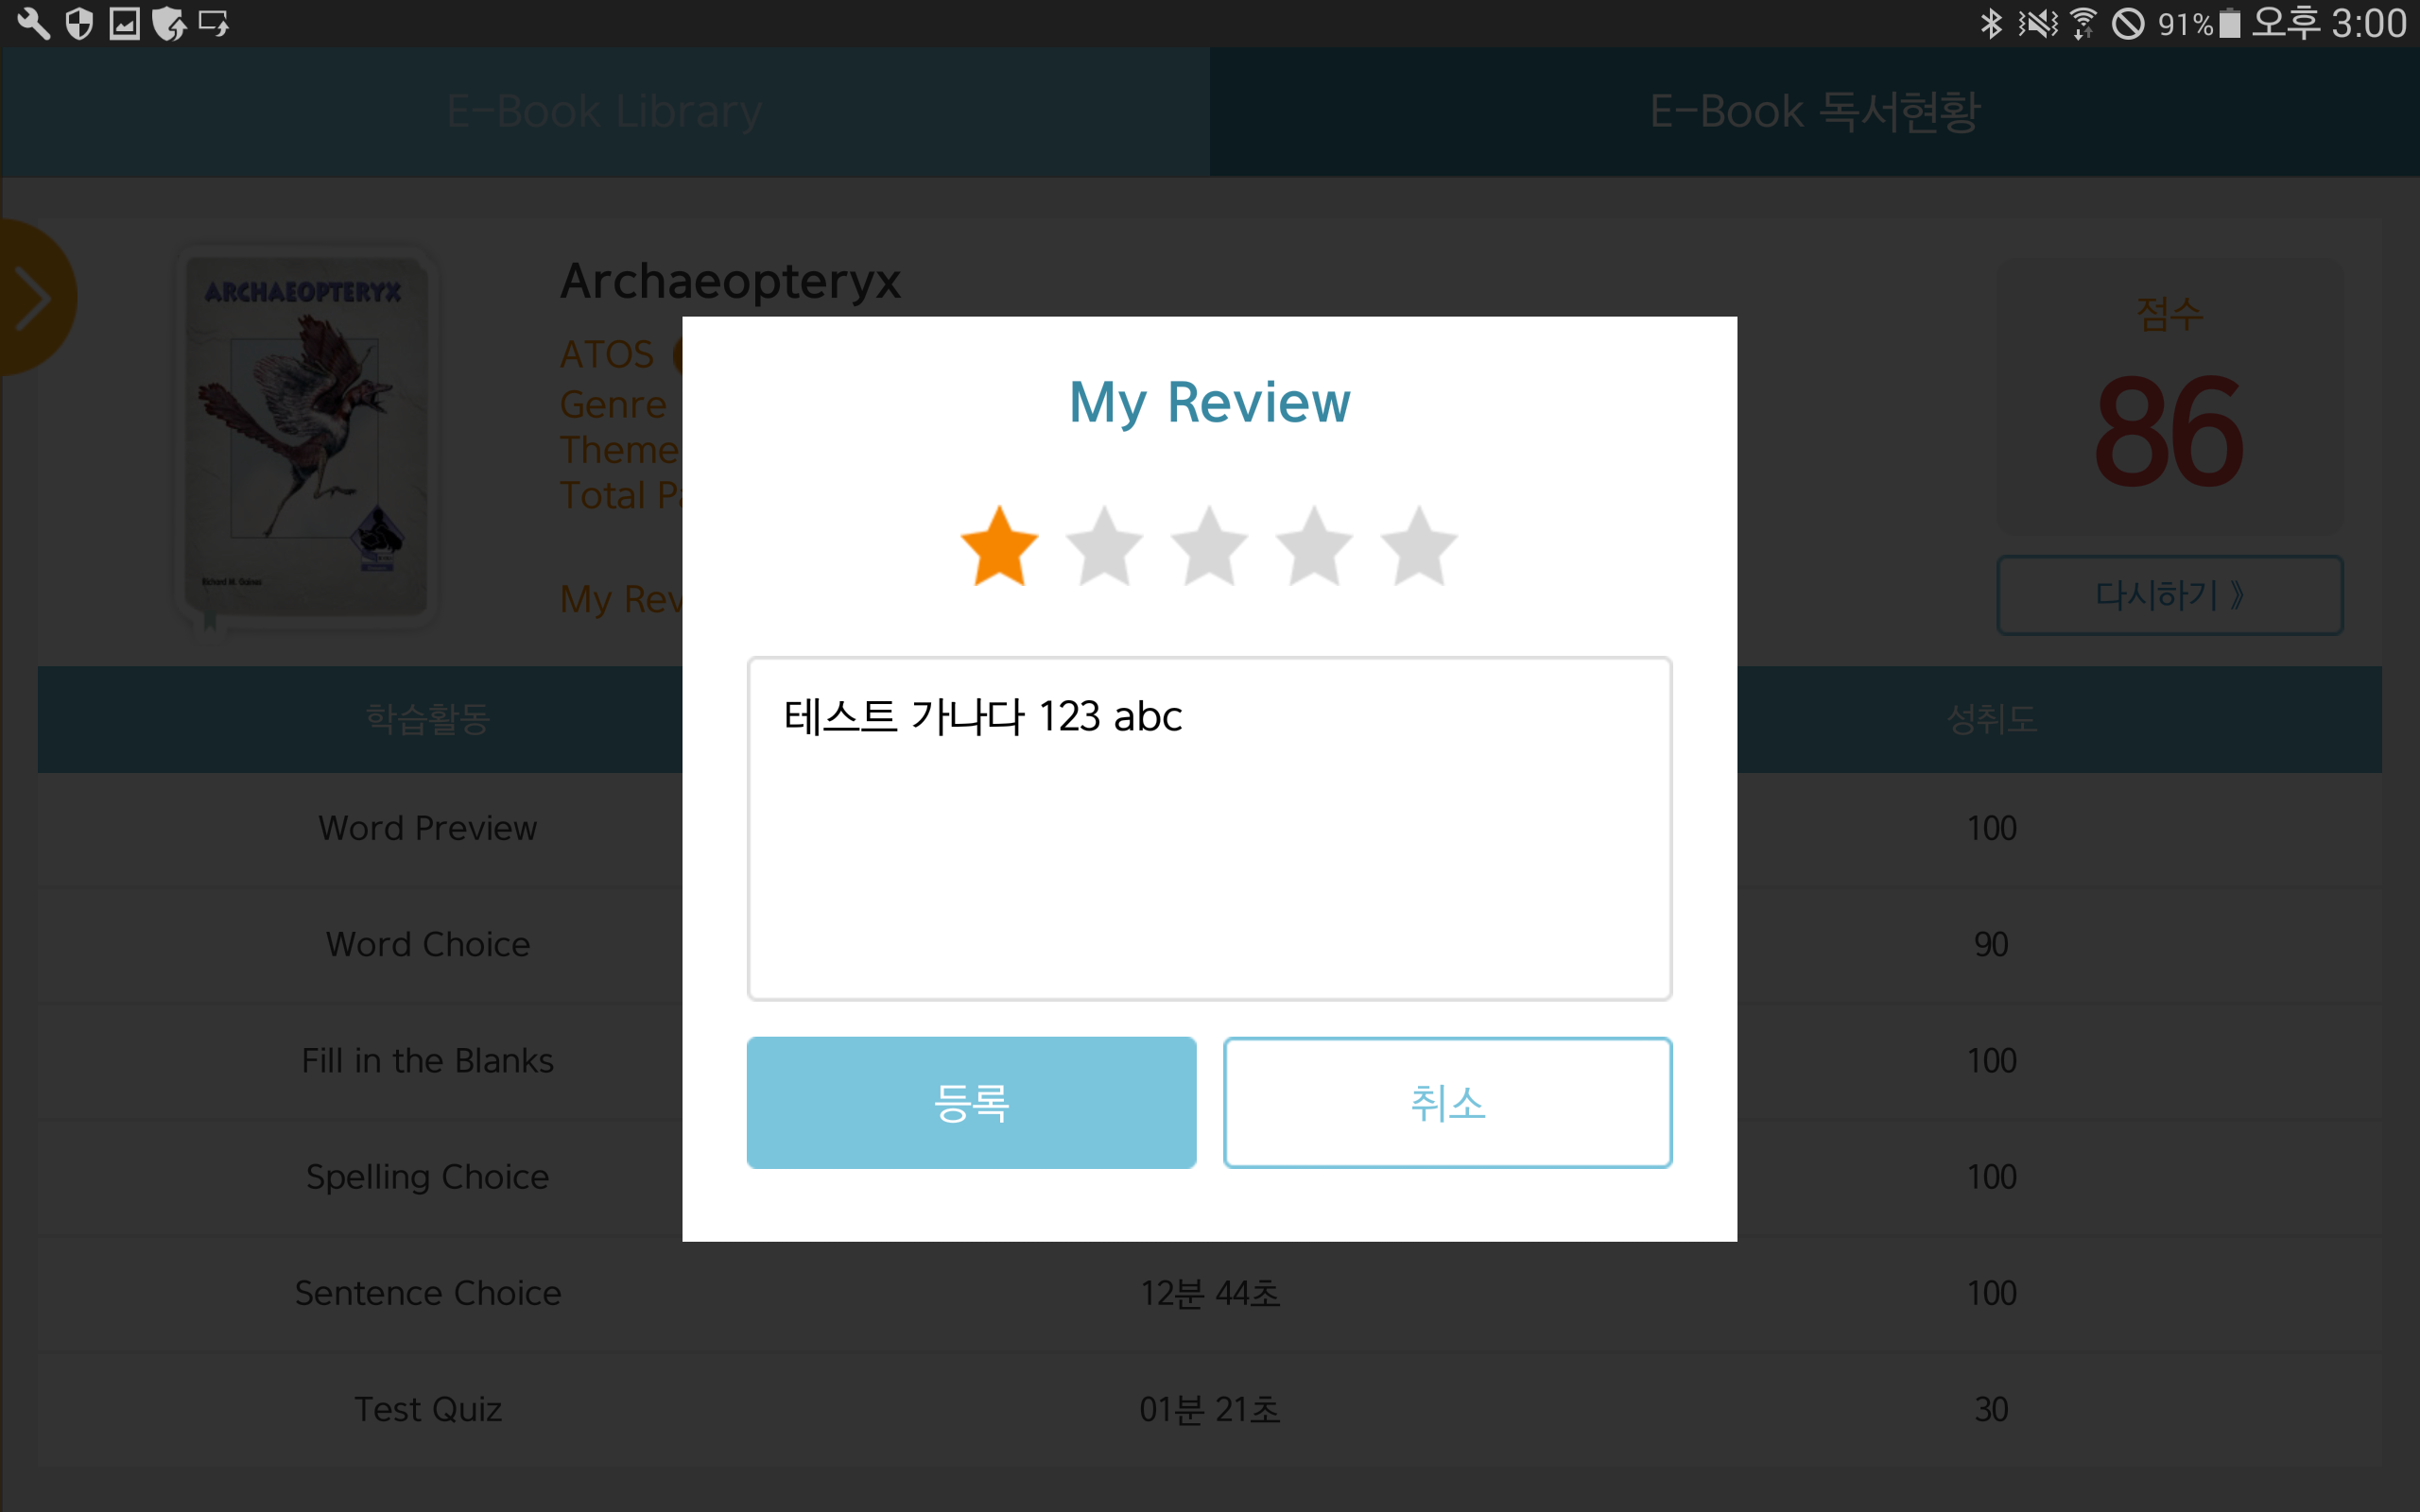 91% 오후 3:00
E-Book Library
E-Book 독서현황
ARCHAEOPTERYX
Richard M. Gaines
Archaeopteryx
ATOS
Genre
Theme
Total
My
점수
86
다시하기 》
My Review
테스트 가나다 123 abc
등록
취소
학습활동
성취도
Word Preview
100
Word Choice
90
Fill in the Blanks
100
Spelling Choice
100
Sentence Choice
12분 44초
100
Test Quiz
01분 21초
30